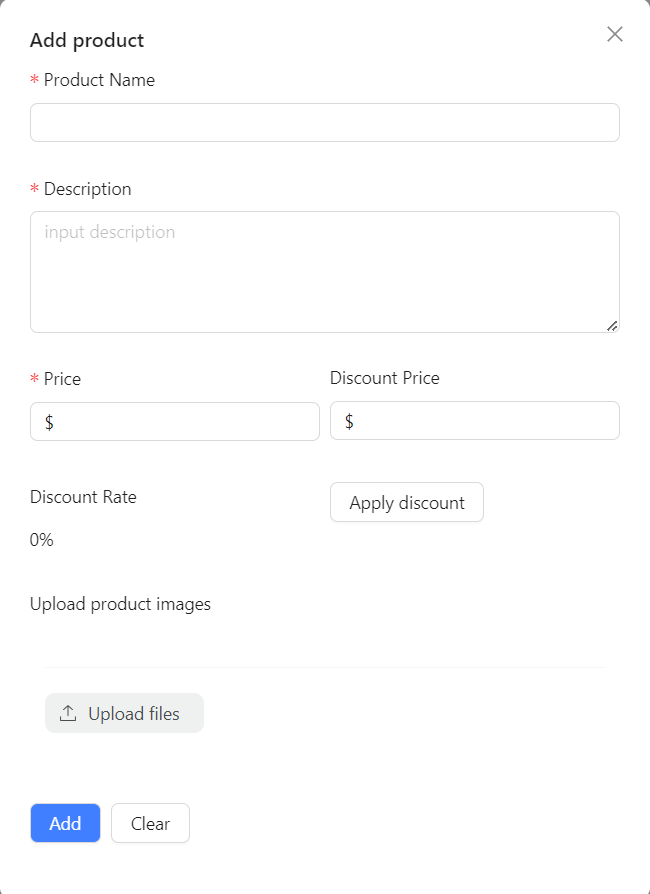 Add product
* Product Name
* Description
input description
* Price
Discount Price
$
$
Discount Rate
Apply discount
0%
Upload product images
Upload files
Add
Clear